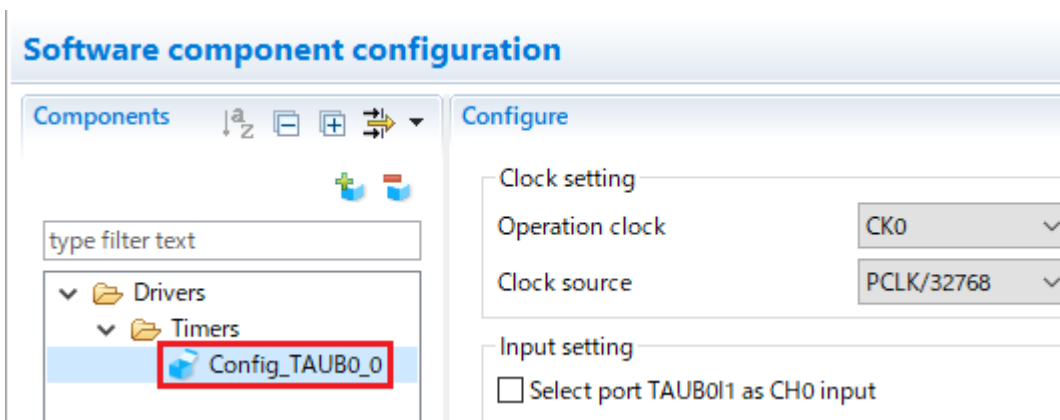 Software component configuration
Components
type filter text
Drivers
Timers
Config_TAUB0_0
Configure
Clock setting
Operation clock CK0
Clock source PCLK/32768
Input setting
Select port TAUB0I1 as CH0 input